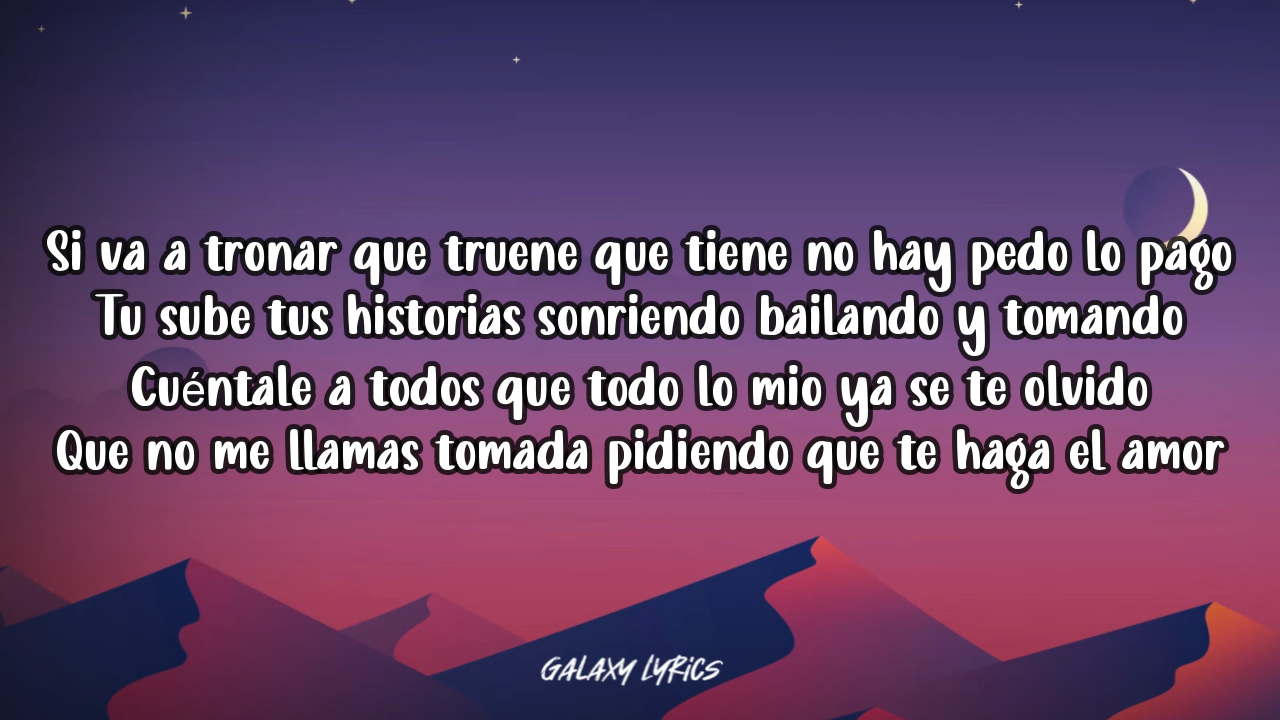 Si va a tronar que truene que tiene no hay pedo lo pago
Tu sube tus historias sonriendo bailando y tomando
Cuéntale a todos que todo lo mio ya se te olvido
Que no me llamas tomada pidiendo que te haga el amor
GALAXY LYRiCS